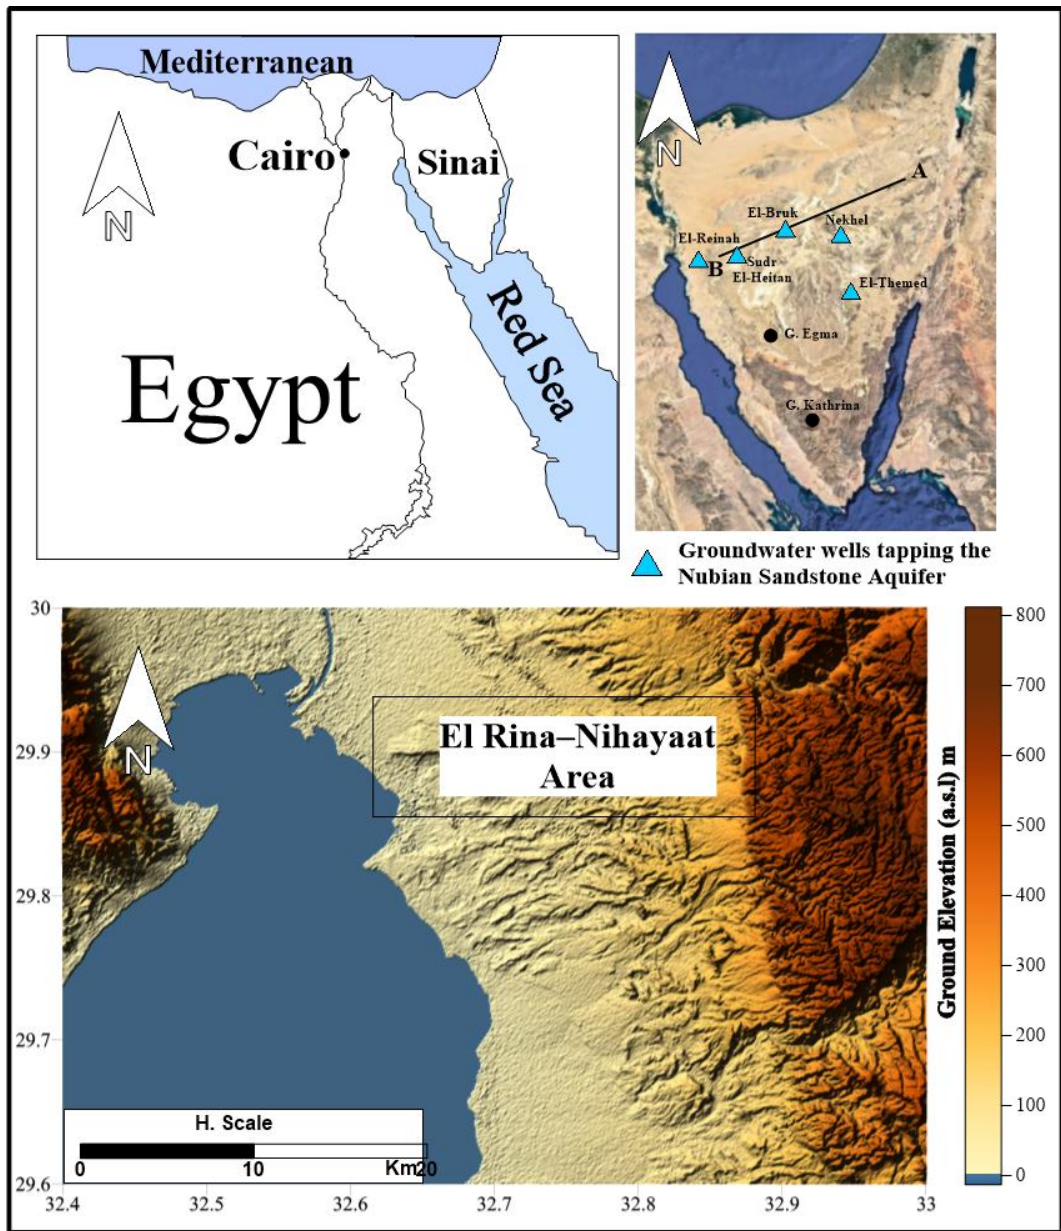 Mediterranean
N
Cairo
Sinai
Red Sea
Egypt
N
A
El-Bruk
Nekhel
El-Reinah
B
Sudr
El-Heitan
El-Themed
G. Egma
G. Kathrina
Groundwater wells tapping the
Nubian Sandstone Aquifer
30
29.9
29.8
29.7
29.6
N
El Rina–Nihayaat
Area
H. Scale
0 10 Km20
32.4 32.5 32.6 32.7 32.8 32.9 33
Ground Elevation (a.s.l) m
800
700
600
500
400
300
200
100
0